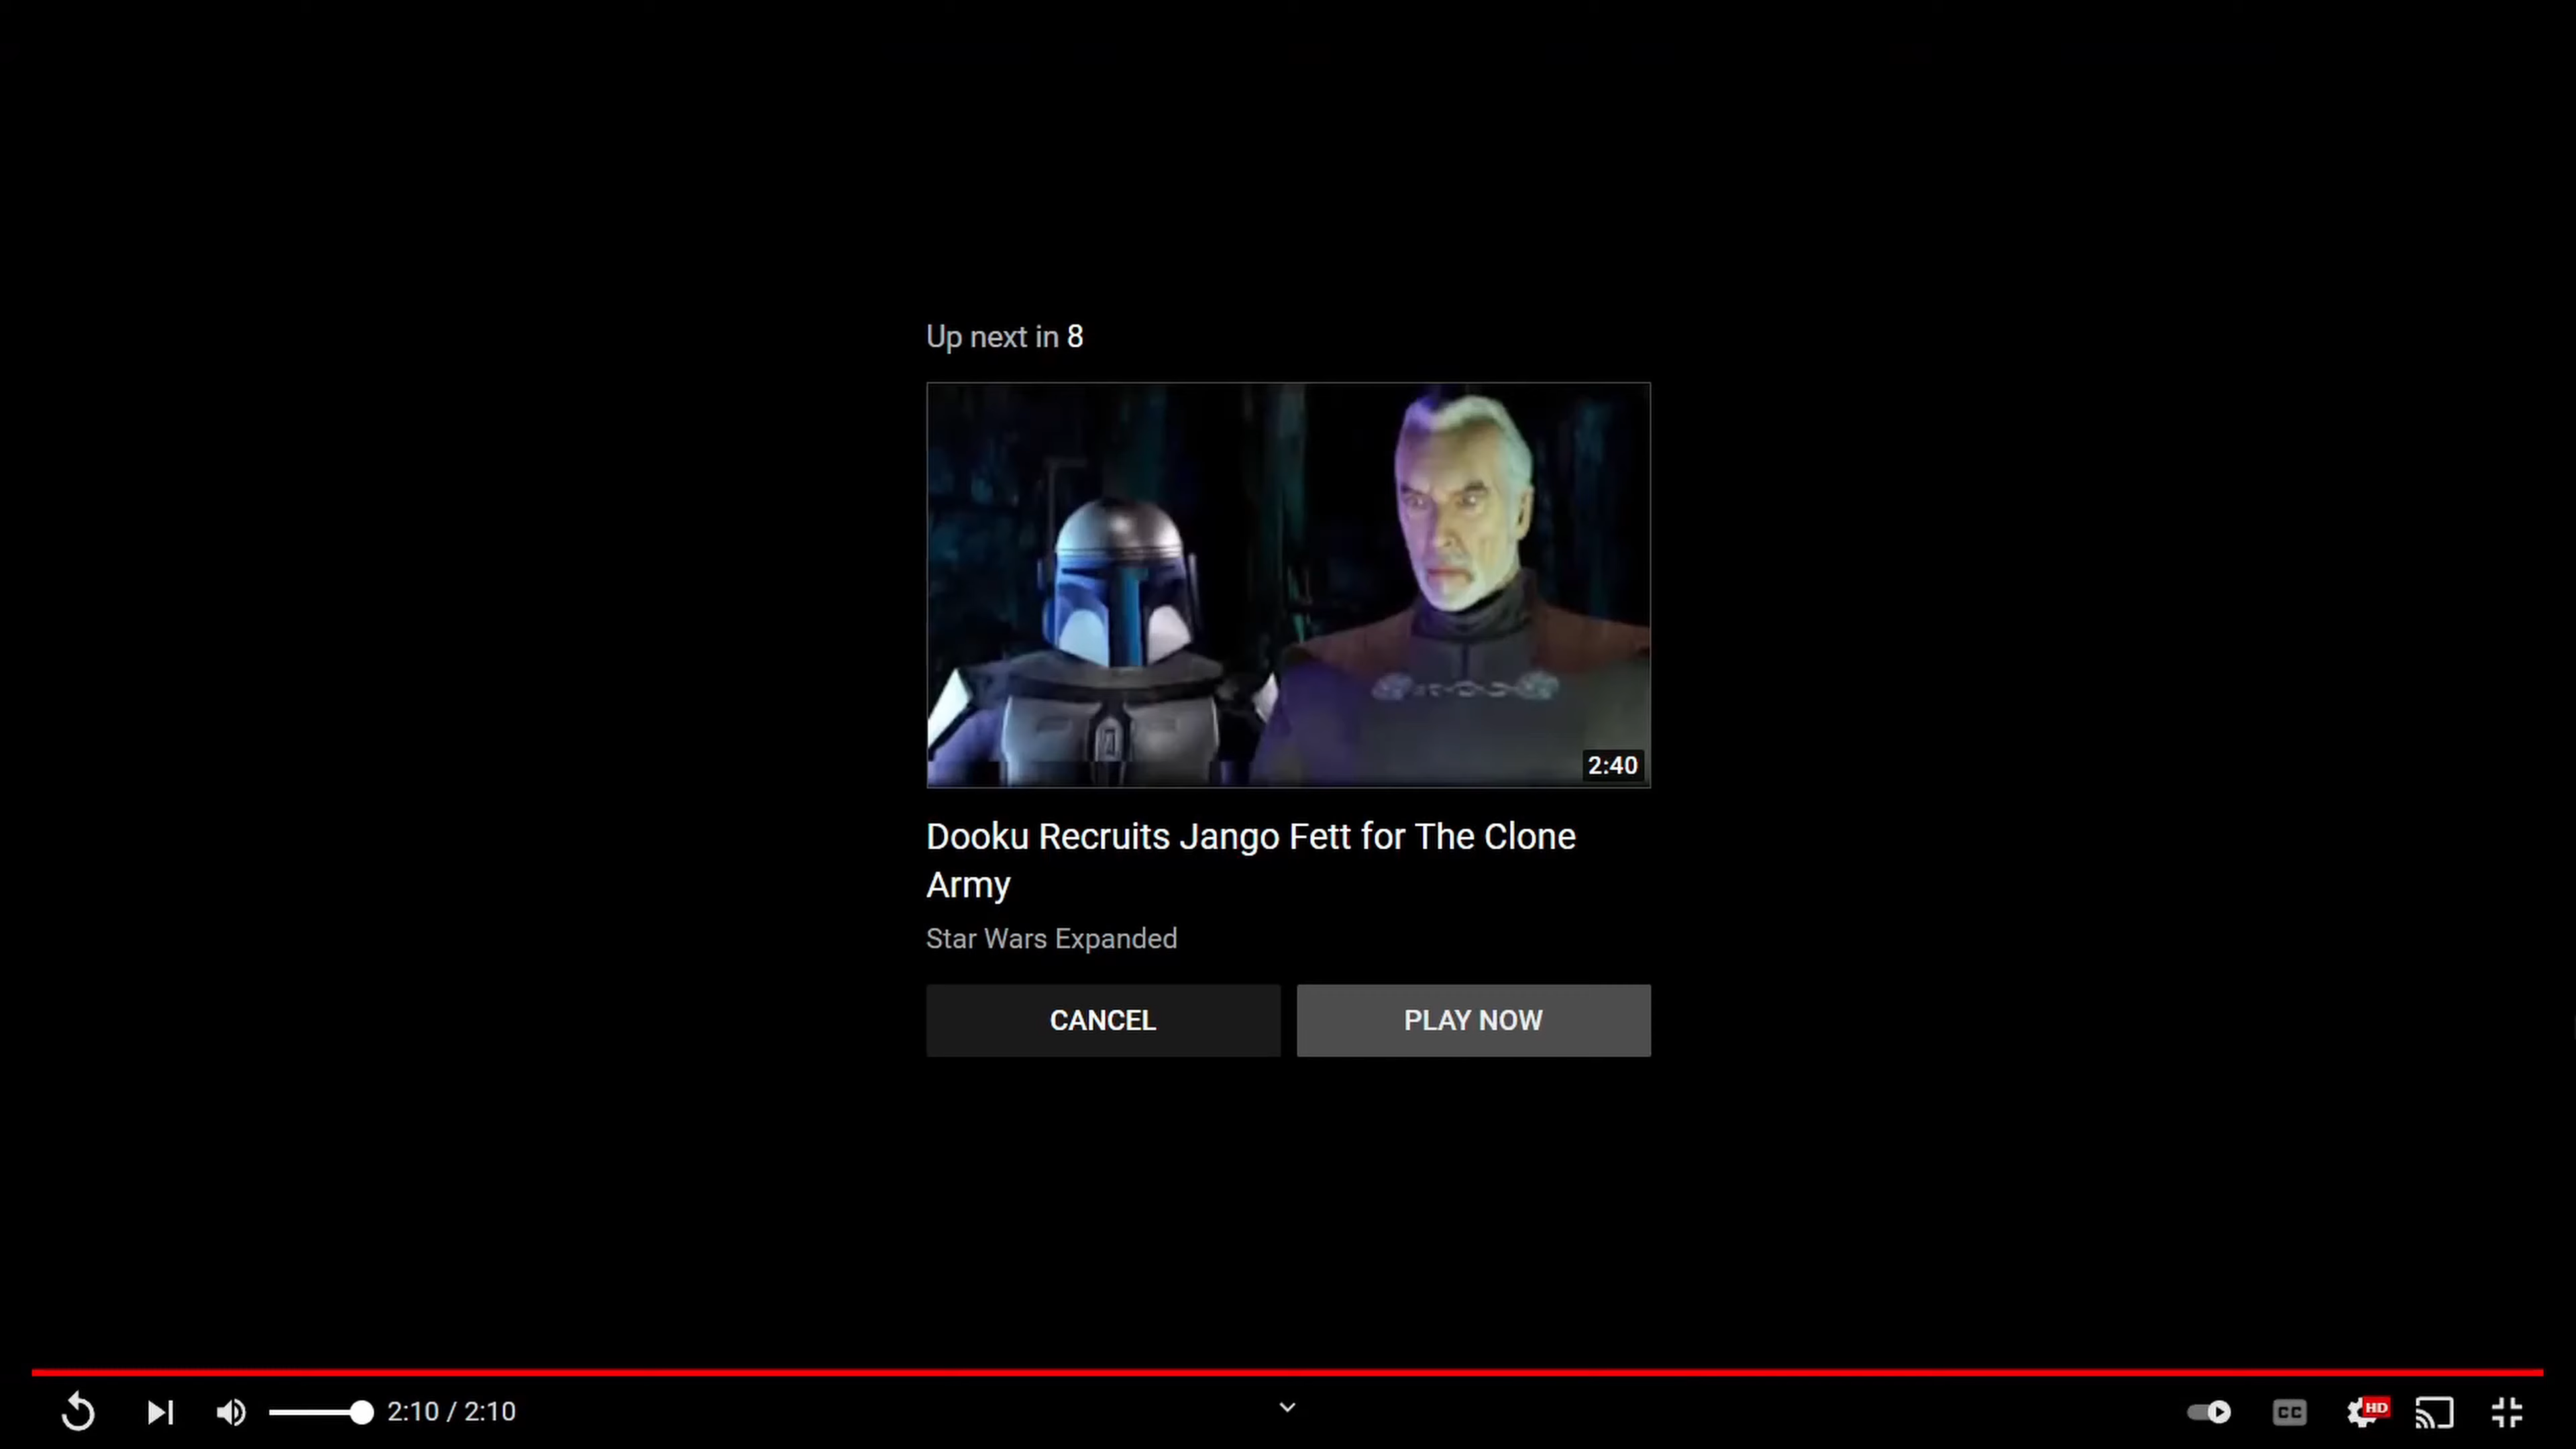 Up next in 8
2:40
Dooku Recruits Jango Fett for The Clone
Army
Star Wars Expanded
CANCEL
PLAY NOW
2:10 / 2:10
CC
HD